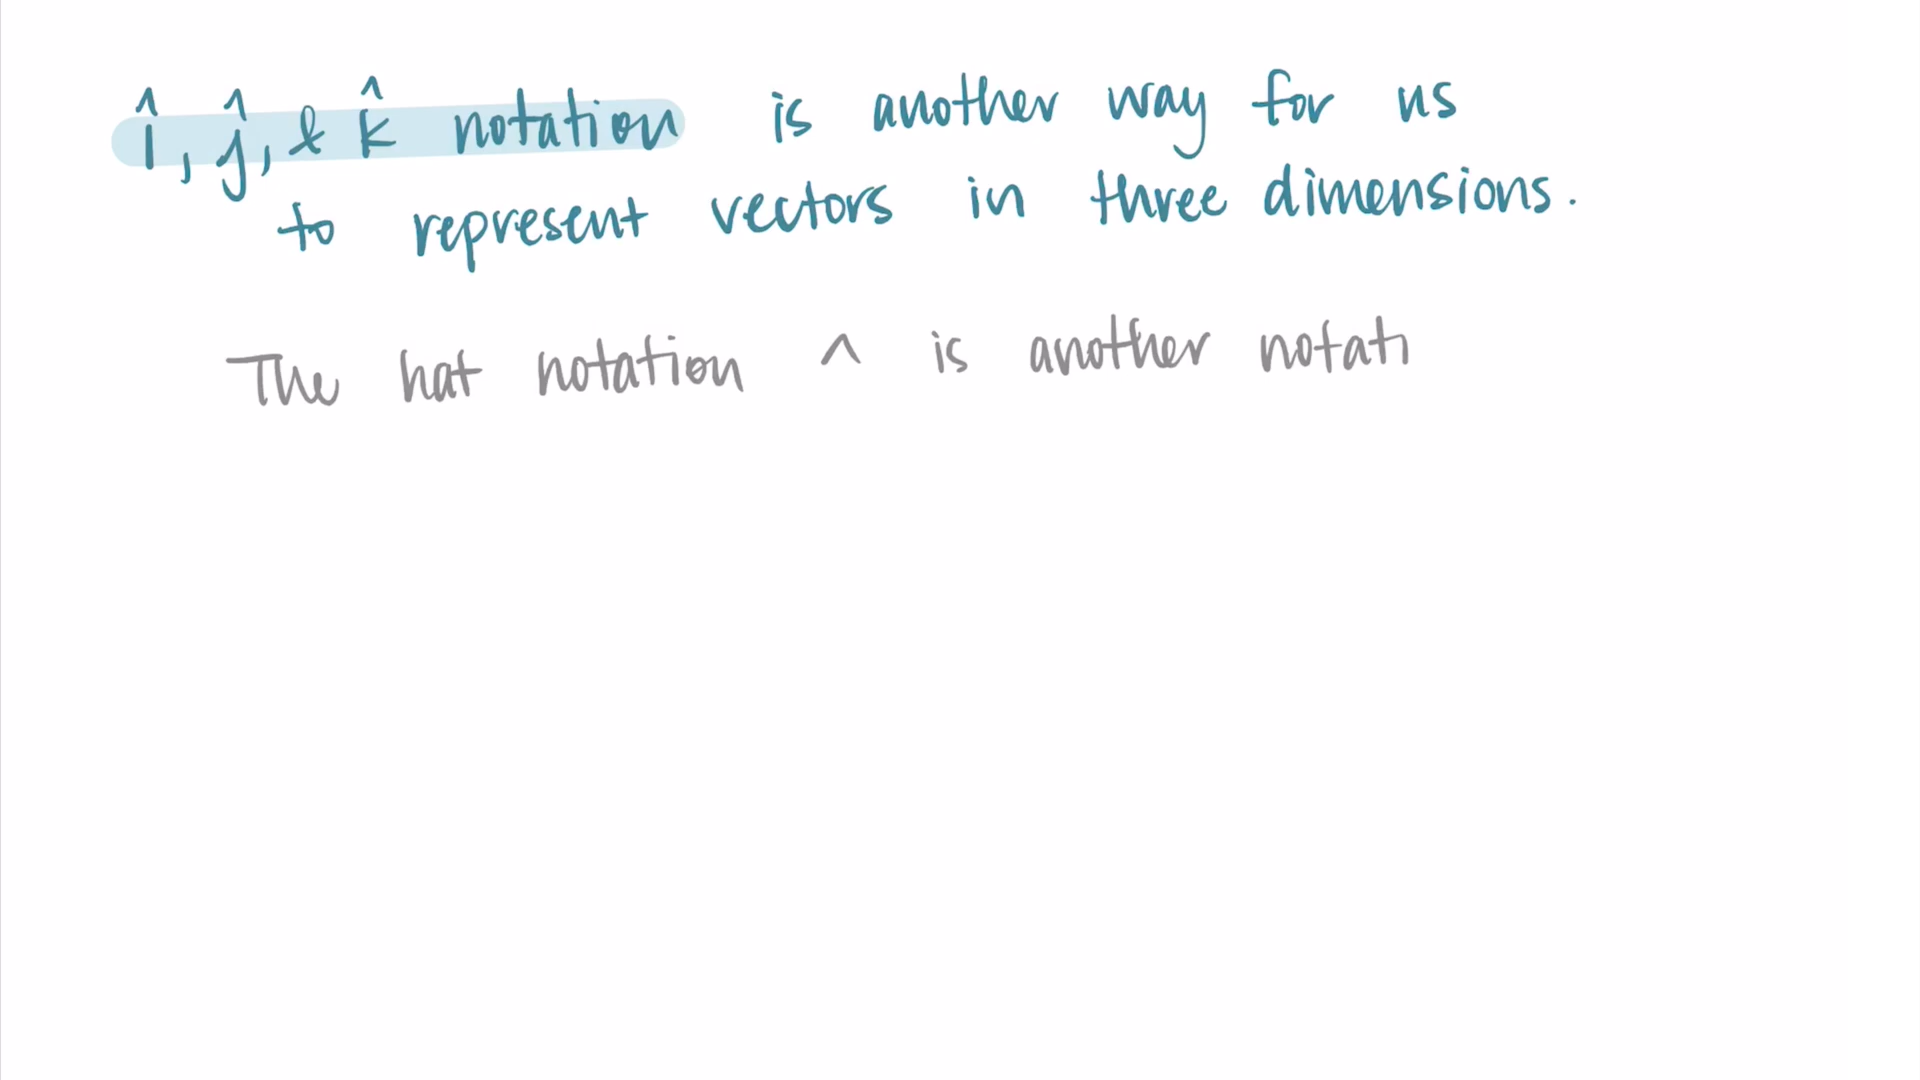 î, ĵ, & k̂ notation is another way for us
to represent vectors in three dimensions.
The hat notation ^ is another notati